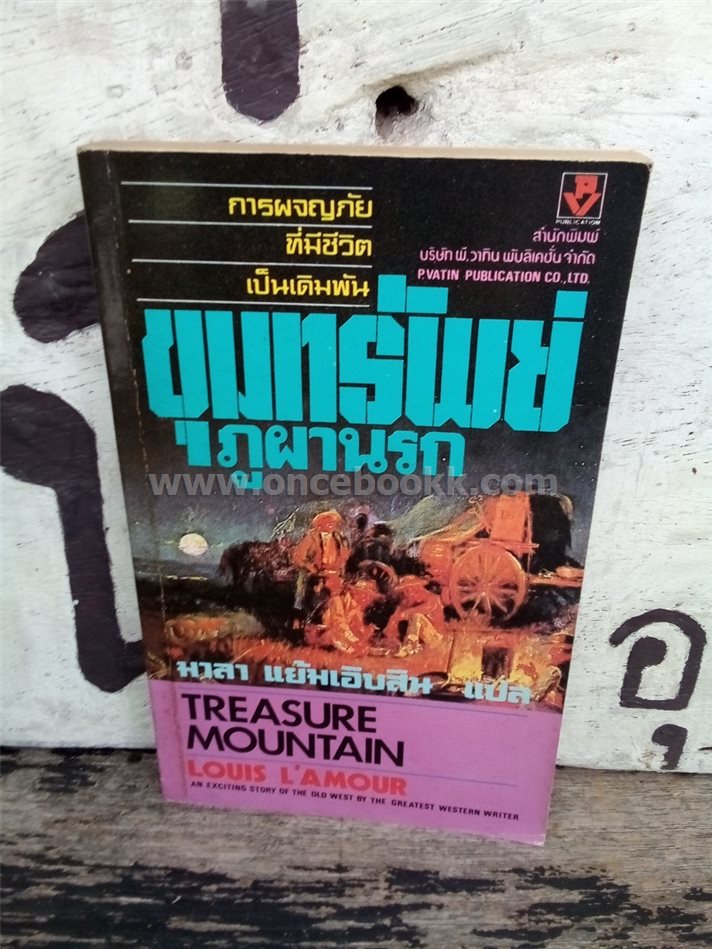 การผจญภัย
ที่มีชีวิต
เป็นเดิมพัน
PV
PUBLICATION
สำนักพิมพ์
บริษัท พี.วาทิน พับลิเคชั่น จำกัด
P.VATIN PUBLICATION CO.,LTD.
ขุมทรัพย์
ภูผานรก
www.oncebookk.com
มาลา แย้มเอิบสิน แปล
TREASURE
MOUNTAIN
LOUIS L'AMOUR
AN EXCITING STORY OF THE OLD WEST BY THE GREATEST WESTERN WRITER